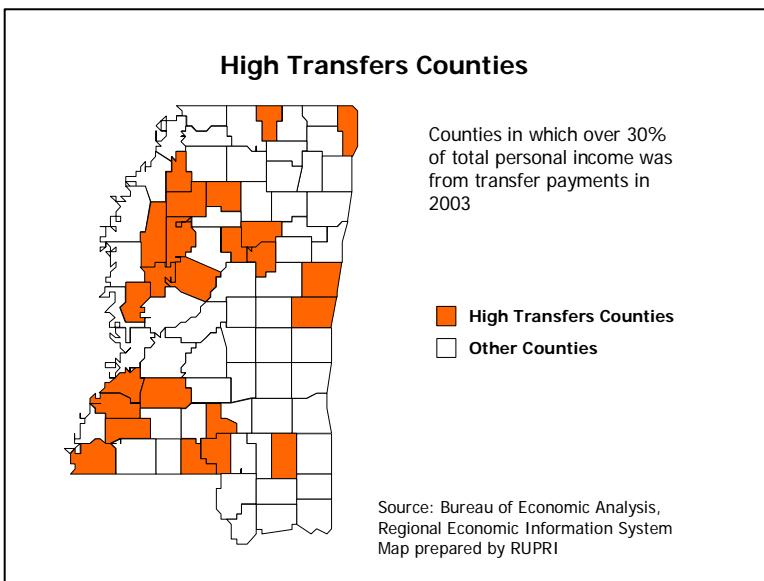 High Transfers Counties
Counties in which over 30%
of total personal income was
from transfer payments in
2003
High Transfers Counties
Other Counties
Source: Bureau of Economic Analysis,
Regional Economic Information System
Map prepared by RUPRI